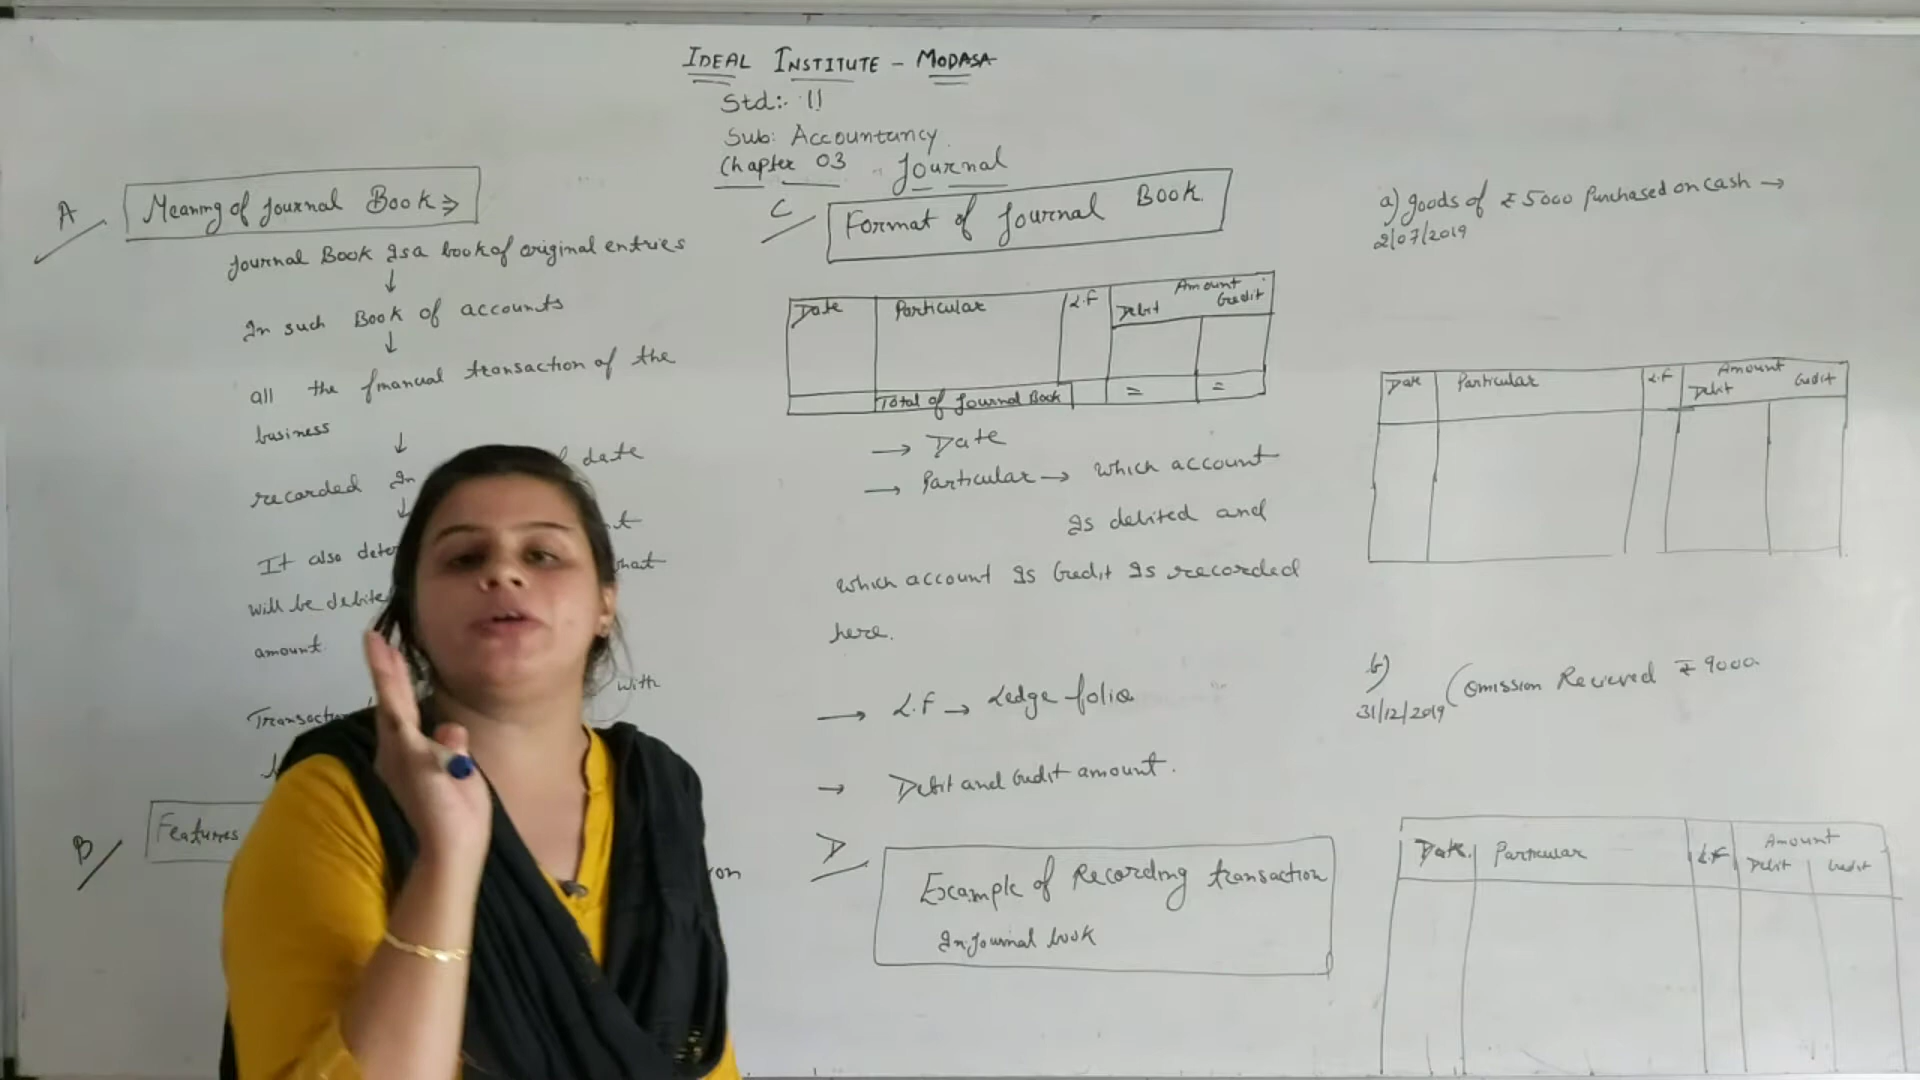 IDEAL INSTITUTE - MODASA
Std:- 11
Sub: Accountancy
Chapter 03 Journal
A
Meaning of Journal Book ⇒
Journal Book Is a book of original entries
↓
In such Book of accounts
↓
all the financial transaction of the
business
↓
recorded In date
↓
It also
will be
amount
with
B
Features
C
Format of Journal Book.
Date Particular L.F Amount
Debit Credit
Total of Journal Book = =
→ Date
→ Particular → which account
Is debited and
which account Is Credit Is recorded
here.
→ L.F → Ledge folio
→ Debit and Credit amount.
D
Example of Recording transaction
In Journal book
a) goods of ₹ 5000 Purchased on cash →
2/07/2019
Date Particular L.F Amount
Debit Credit
b)
31/12/2019 Comission Recieved ₹ 9000
Date. Particular L.F Amount
Debit Credit